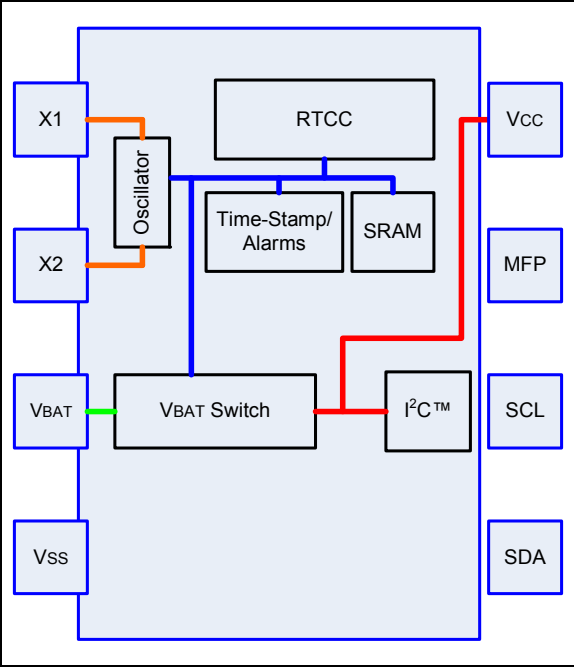 X1
RTCC
VCC
Oscillator
Time-Stamp/
Alarms
SRAM
X2
MFP
VBAT
VBAT Switch
I²C™
SCL
VSS
SDA